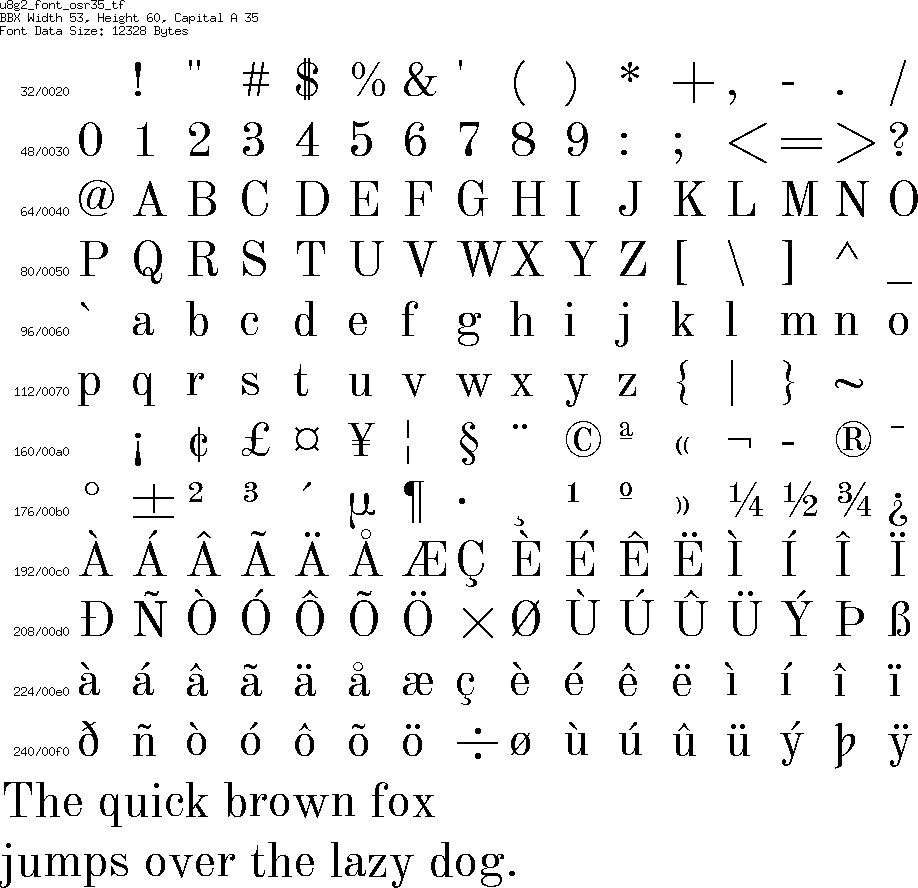 u8g2_font_osr35_tf
BBX Width 53, Height 60, Capital A 35
Font Data Size: 12328 Bytes
32/0020 ! " # $ % & ' ( ) * + , - . /
48/0030 0 1 2 3 4 5 6 7 8 9 : ; < = > ?
64/0040 @ A B C D E F G H I J K L M N O
80/0050 P Q R S T U V W X Y Z [ \ ] ^ _
96/0060 ` a b c d e f g h i j k l m n o
112/0070 p q r s t u v w x y z { | } ~
160/00a0 ¡ ¢ £ ¤ ¥ ¦ § ¨ © ª « ¬ - ® ¯
176/00b0 ° ± ² ³ ´ µ ¶ · ¸ ¹ º » ¼ ½ ¾ ¿
192/00c0 À Á Â Ã Ä Å Æ Ç È É Ê Ë Ì Í Î Ï
208/00d0 Ð Ñ Ò Ó Ô Õ Ö × Ø Ù Ú Û Ü Ý Þ ß
224/00e0 à á â ã ä å æ ç è é ê ë ì í î ï
240/00f0 ð ñ ò ó ô õ ö ÷ ø ù ú û ü ý þ ÿ
The quick brown fox
jumps over the lazy dog.